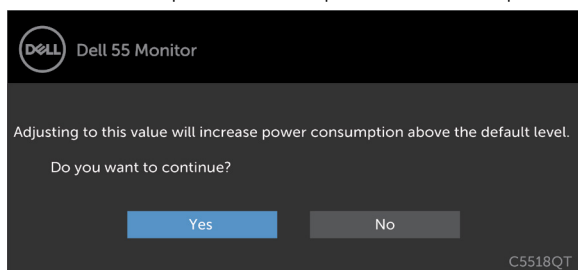 DELL
Dell 55 Monitor
Adjusting to this value will increase power consumption above the default level.
Do you want to continue?
Yes No
C5518QT